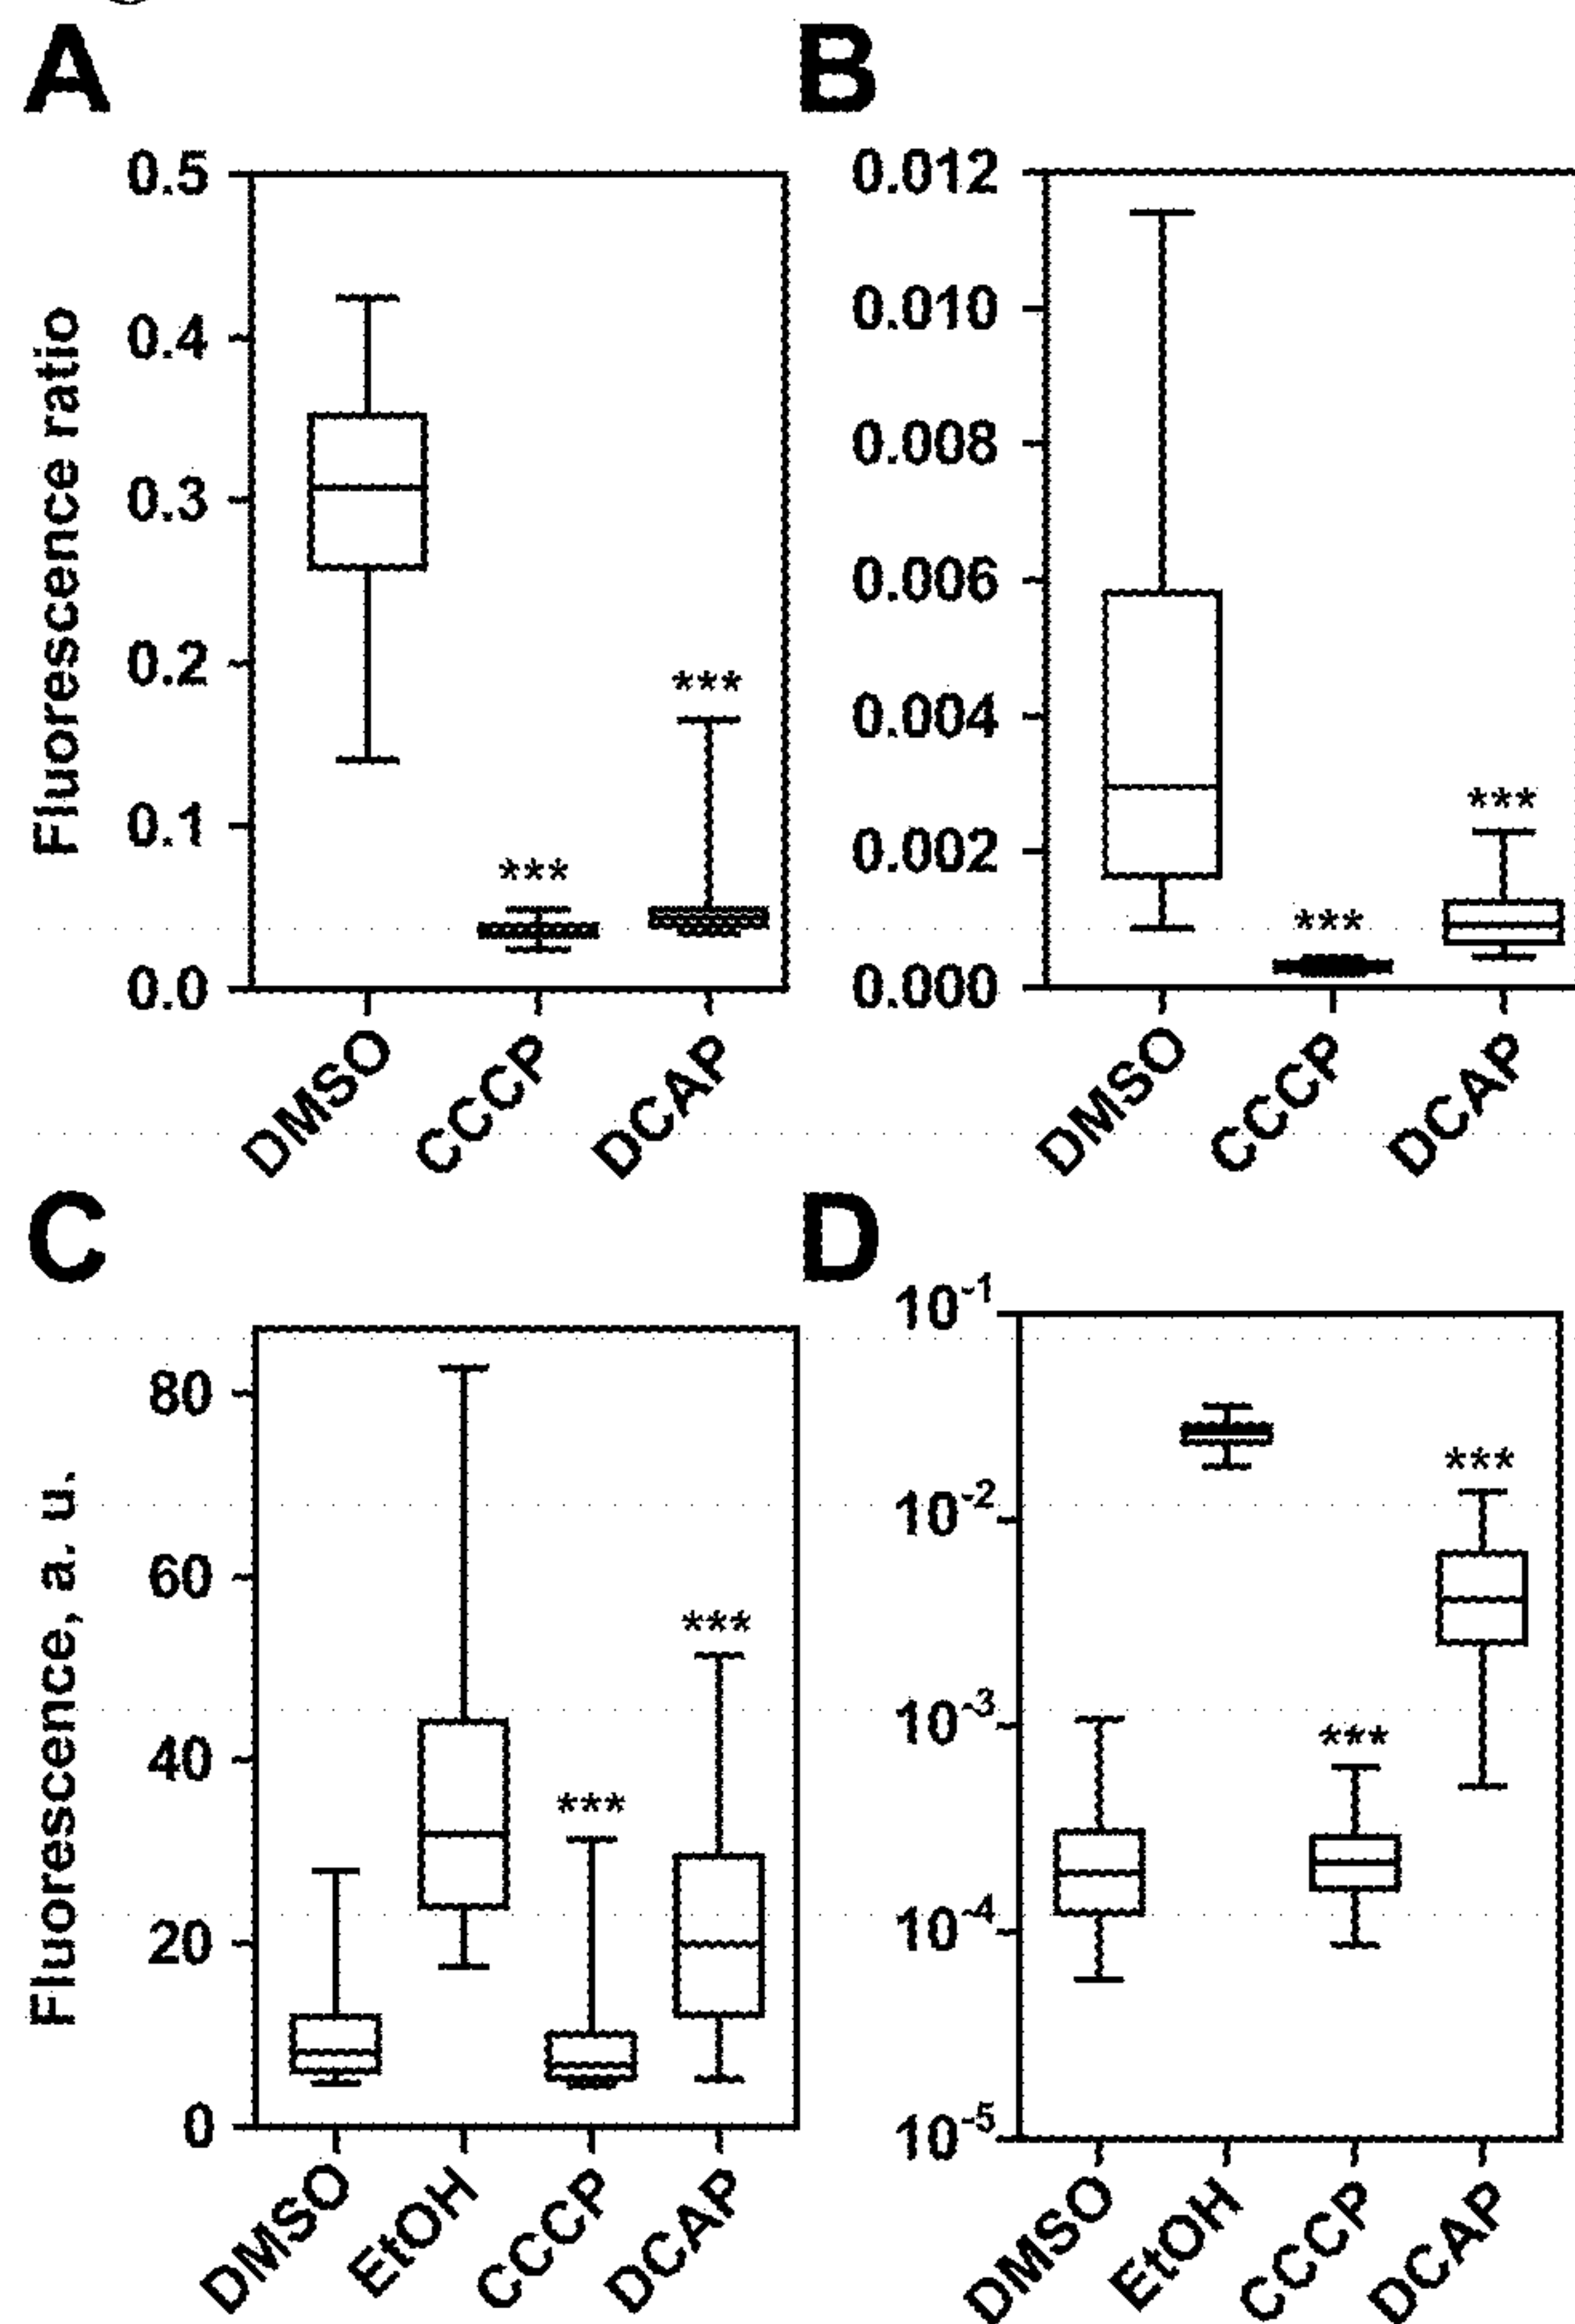 A
B
Fluorescence ratio
0.5
0.4
0.3
0.2
0.1
0.0
***
***
DMSO
CCCP
DCAP
0.012
0.010
0.008
0.006
0.004
0.002
0.000
***
***
DMSO
CCCP
DCAP
C
D
Fluorescence, a. u.
80
60
40
20
0
***
***
DMSO
EtOH
CCCP
DCAP
10-1
10-2
10-3
10-4
10-5
***
***
DMSO
EtOH
CCCP
DCAP